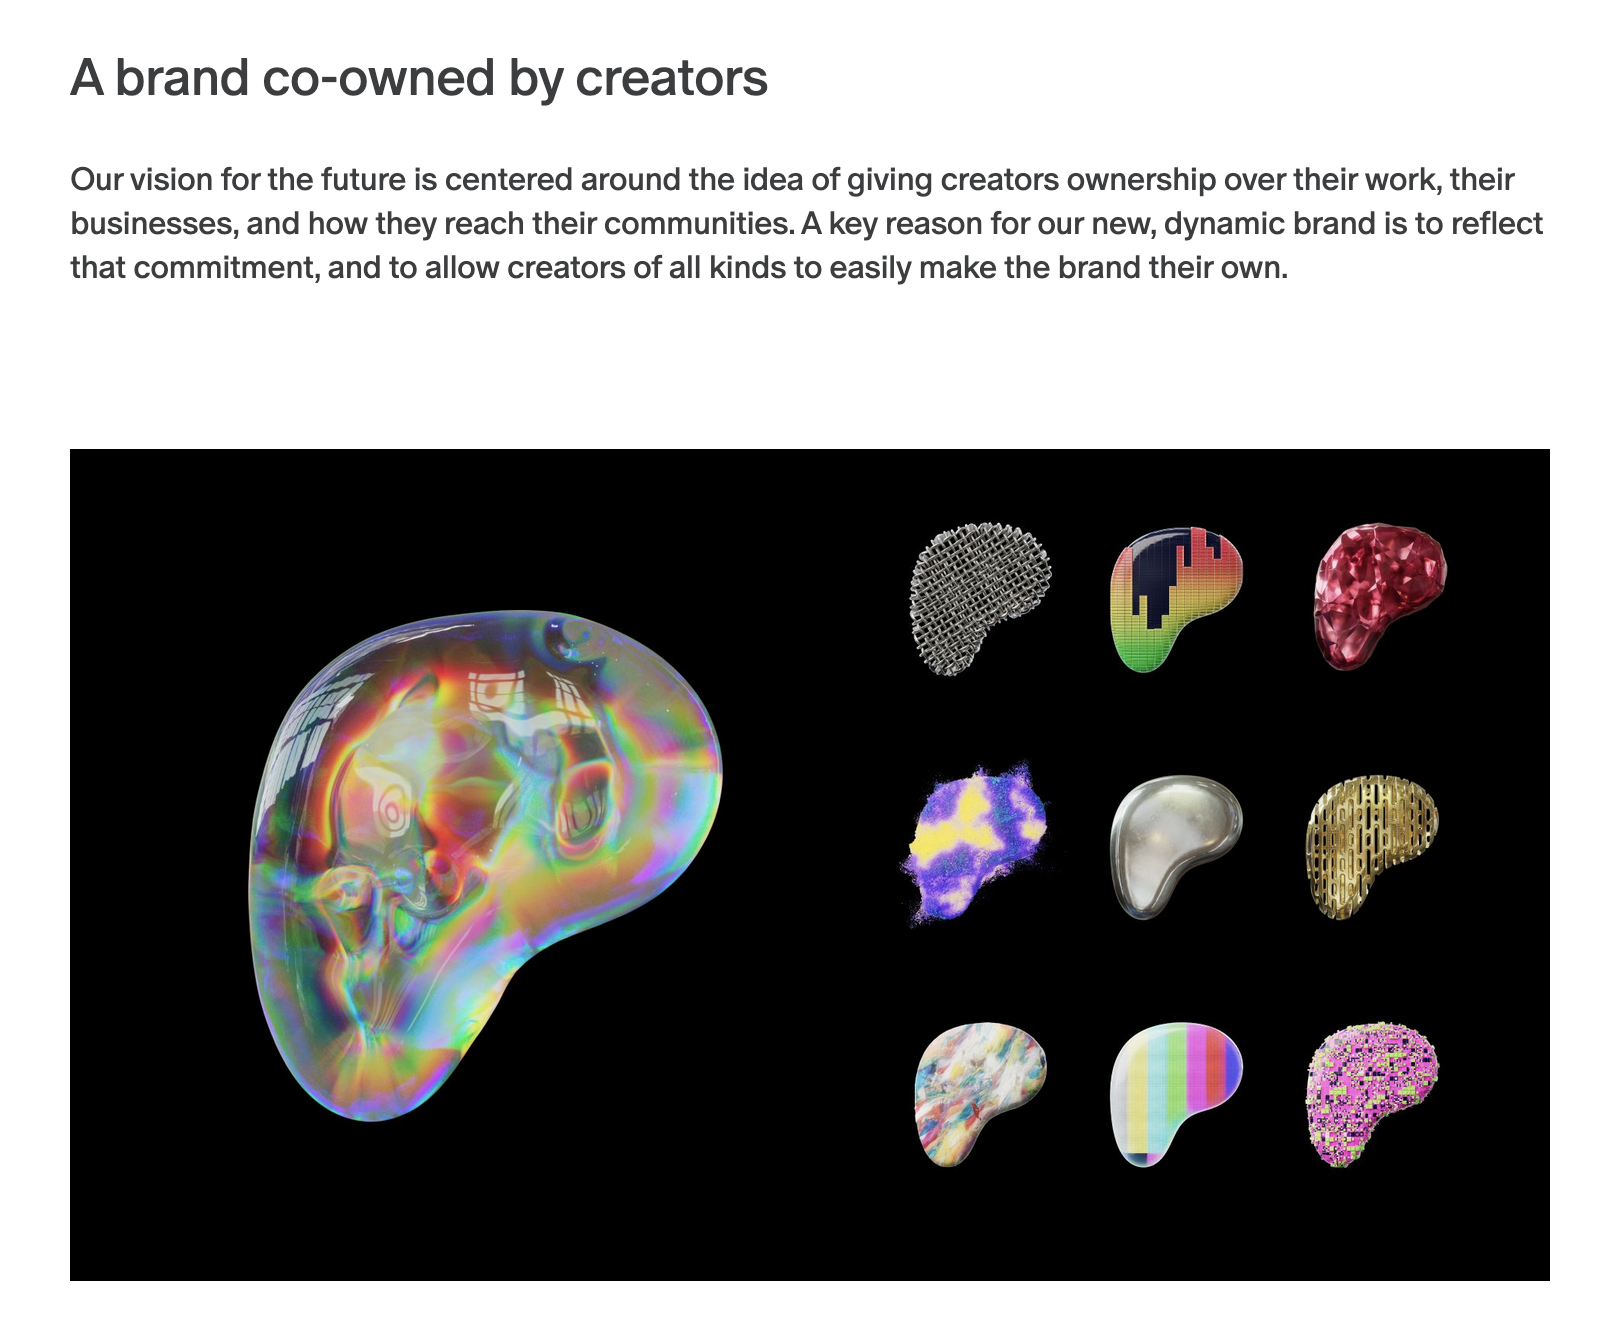 A brand co-owned by creators
Our vision for the future is centered around the idea of giving creators ownership over their work, their
businesses, and how they reach their communities. A key reason for our new, dynamic brand is to reflect
that commitment, and to allow creators of all kinds to easily make the brand their own.